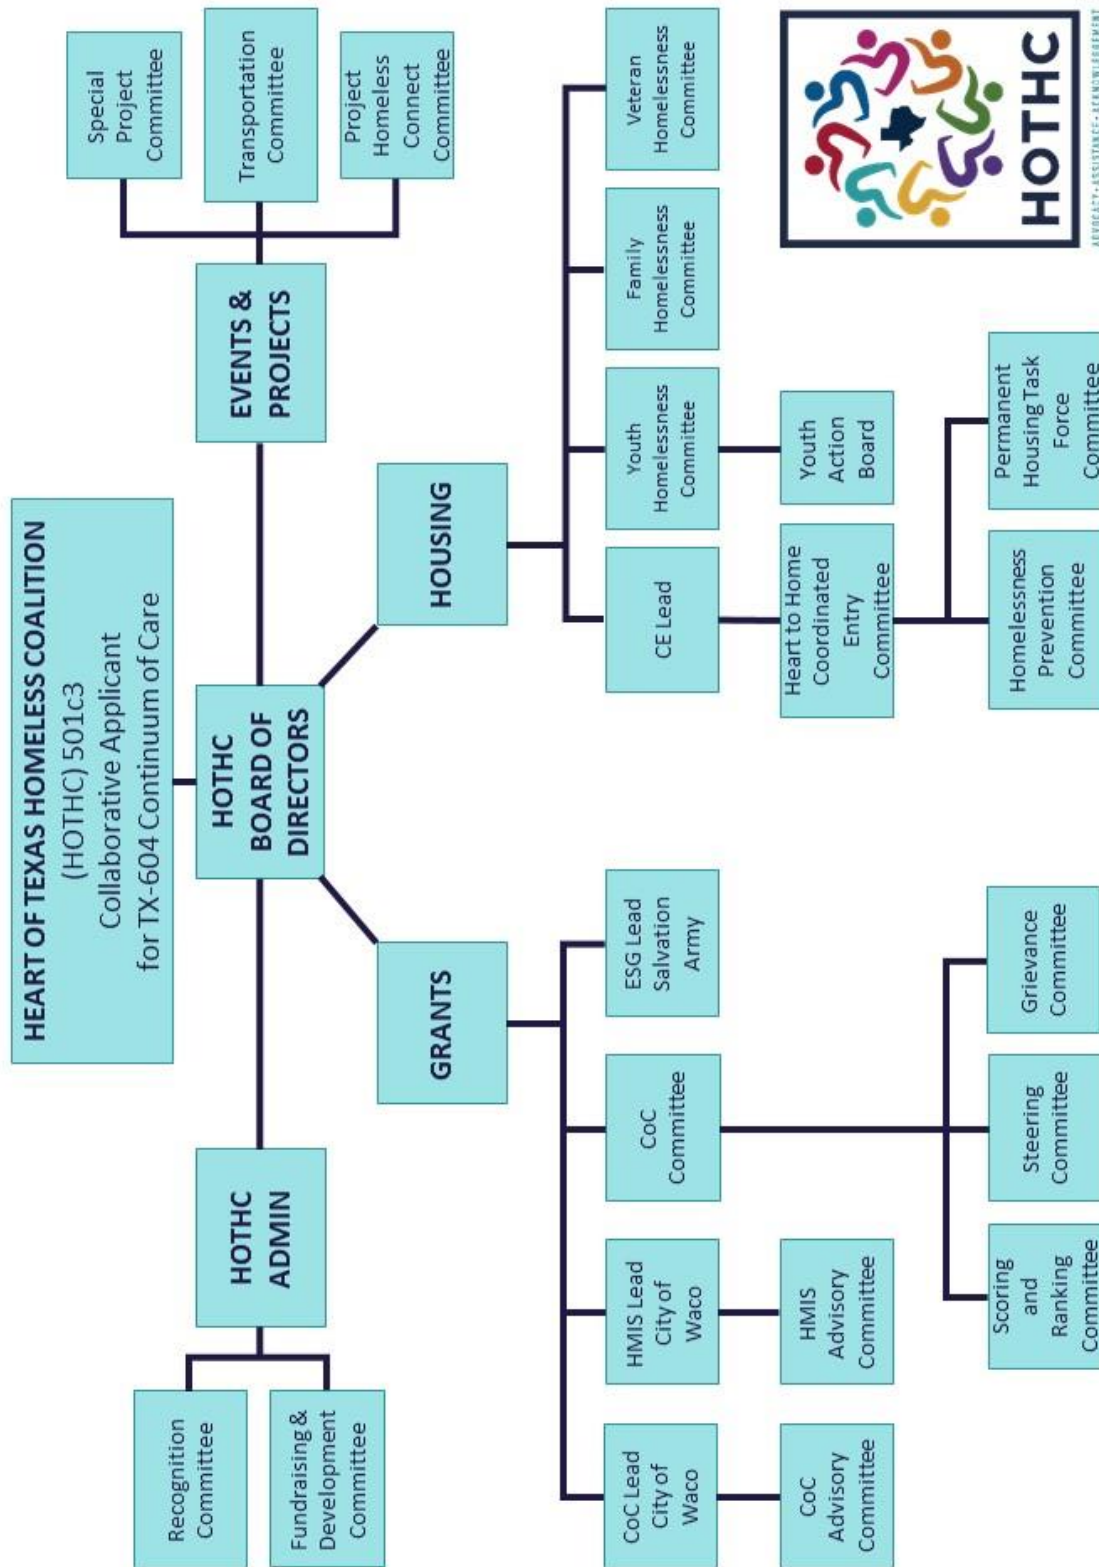 HEART OF TEXAS HOMELESS COALITION
(HOTHC) 501c3
Collaborative Applicant
for TX-604 Continuum of Care
HOTHC
BOARD OF
DIRECTORS
HOTHC
ADMIN
Recognition
Committee
Fundraising &
Development
Committee
EVENTS &
PROJECTS
Special
Project
Committee
Transportation
Committee
Project
Homeless
Connect
Committee
GRANTS
CoC Lead
City of
Waco
CoC
Advisory
Committee
HMIS Lead
City of
Waco
HMIS
Advisory
Committee
CoC
Committee
Scoring
and
Ranking
Committee
Steering
Committee
Grievance
Committee
ESG Lead
Salvation
Army
HOUSING
CE Lead
Heart to Home
Coordinated
Entry
Committee
Homelessness
Prevention
Committee
Permanent
Housing Task
Force
Committee
Youth
Homelessness
Committee
Youth
Action
Board
Family
Homelessness
Committee
Veteran
Homelessness
Committee
HOTHC
ADVOCACY•ASSISTANCE•ACKNOWLEDGEMENT